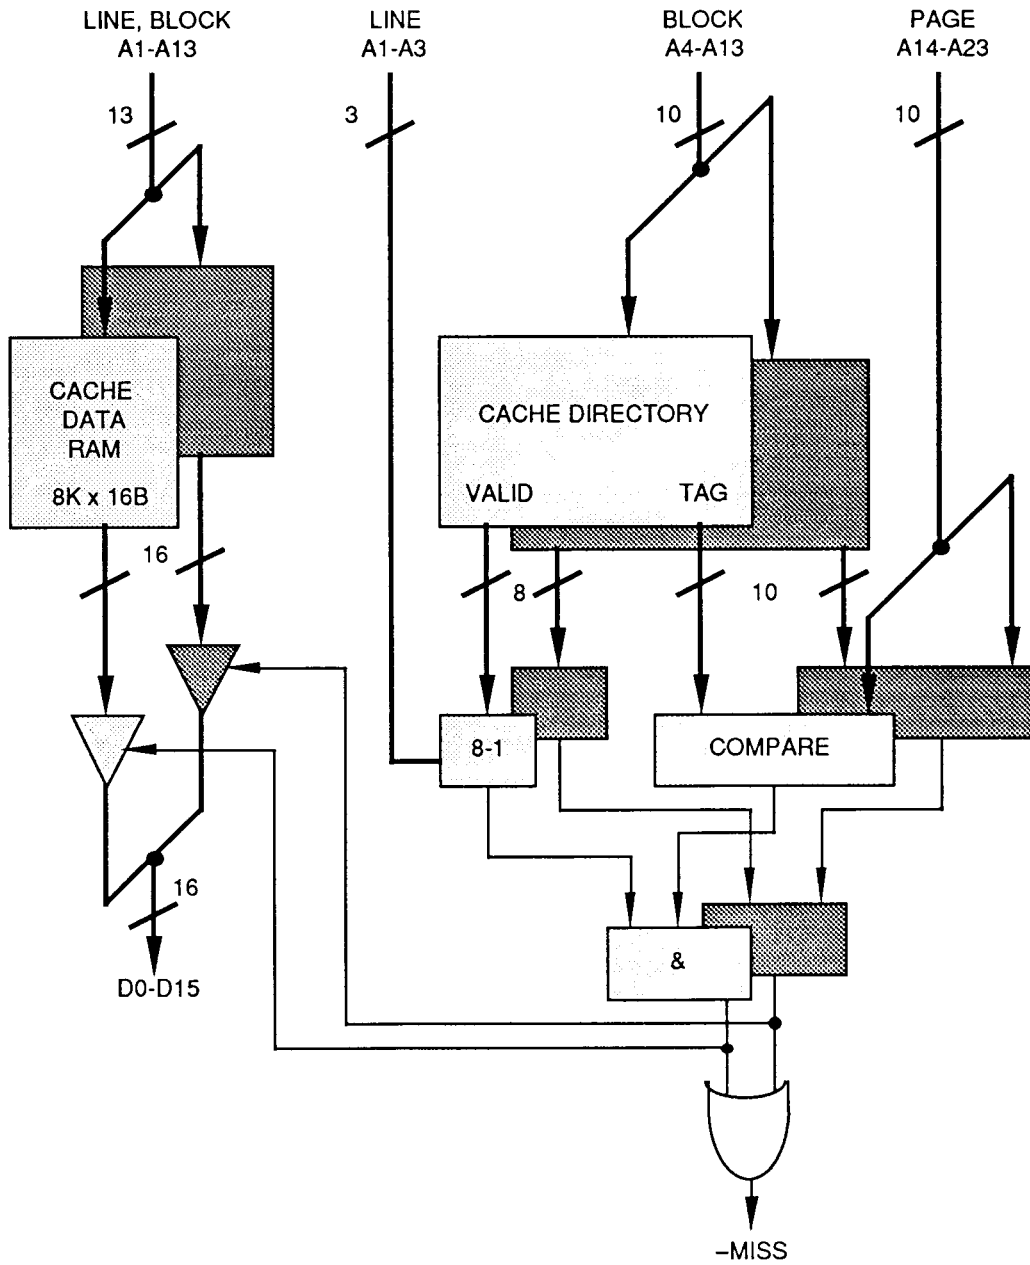 LINE, BLOCK
A1-A13
LINE
A1-A3
BLOCK
A4-A13
PAGE
A14-A23
13
3
10
10
CACHE
DATA
RAM
8K x 16B
CACHE DIRECTORY
VALID
TAG
16
8
10
8-1
COMPARE
16
&
D0-D15
–MISS